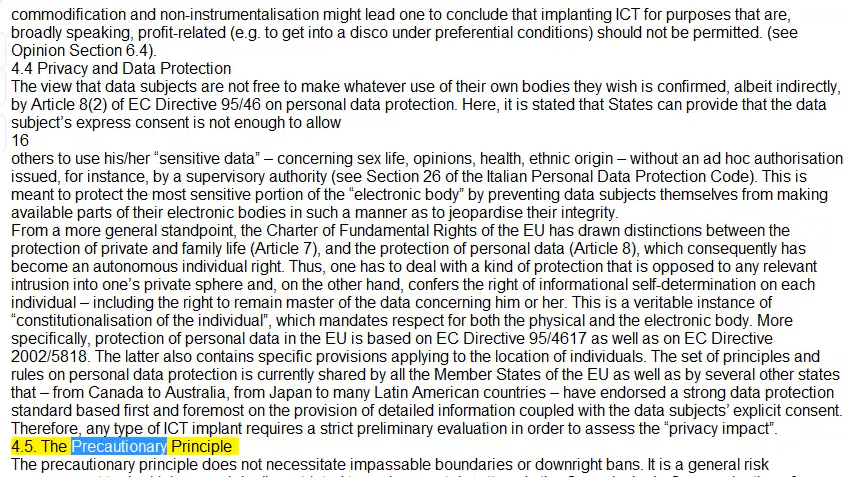 commodification and non-instrumentalisation might lead one to conclude that implanting ICT for purposes that are,
broadly speaking, profit-related (e.g. to get into a disco under preferential conditions) should not be permitted. (see
Opinion Section 6.4).
4.4 Privacy and Data Protection
The view that data subjects are not free to make whatever use of their own bodies they wish is confirmed, albeit indirectly,
by Article 8(2) of EC Directive 95/46 on personal data protection. Here, it is stated that States can provide that the data
subject’s express consent is not enough to allow
16
others to use his/her “sensitive data” – concerning sex life, opinions, health, ethnic origin – without an ad hoc authorisation
issued, for instance, by a supervisory authority (see Section 26 of the Italian Personal Data Protection Code). This is
meant to protect the most sensitive portion of the “electronic body” by preventing data subjects themselves from making
available parts of their electronic bodies in such a manner as to jeopardise their integrity.
From a more general standpoint, the Charter of Fundamental Rights of the EU has drawn distinctions between the
protection of private and family life (Article 7), and the protection of personal data (Article 8), which consequently has
become an autonomous individual right. Thus, one has to deal with a kind of protection that is opposed to any relevant
intrusion into one’s private sphere and, on the other hand, confers the right of informational self-determination on each
individual – including the right to remain master of the data concerning him or her. This is a veritable instance of
“constitutionalisation of the individual”, which mandates respect for both the physical and the electronic body. More
specifically, protection of personal data in the EU is based on EC Directive 95/4617 as well as on EC Directive
2002/5818. The latter also contains specific provisions applying to the location of individuals. The set of principles and
rules on personal data protection is currently shared by all the Member States of the EU as well as by several other states
that – from Canada to Australia, from Japan to many Latin American countries – have endorsed a strong data protection
standard based first and foremost on the provision of detailed information coupled with the data subjects’ explicit consent.
Therefore, any type of ICT implant requires a strict preliminary evaluation in order to assess the “privacy impact”.
4.5. The Precautionary Principle
The precautionary principle does not necessitate impassable boundaries or downright bans. It is a general risk